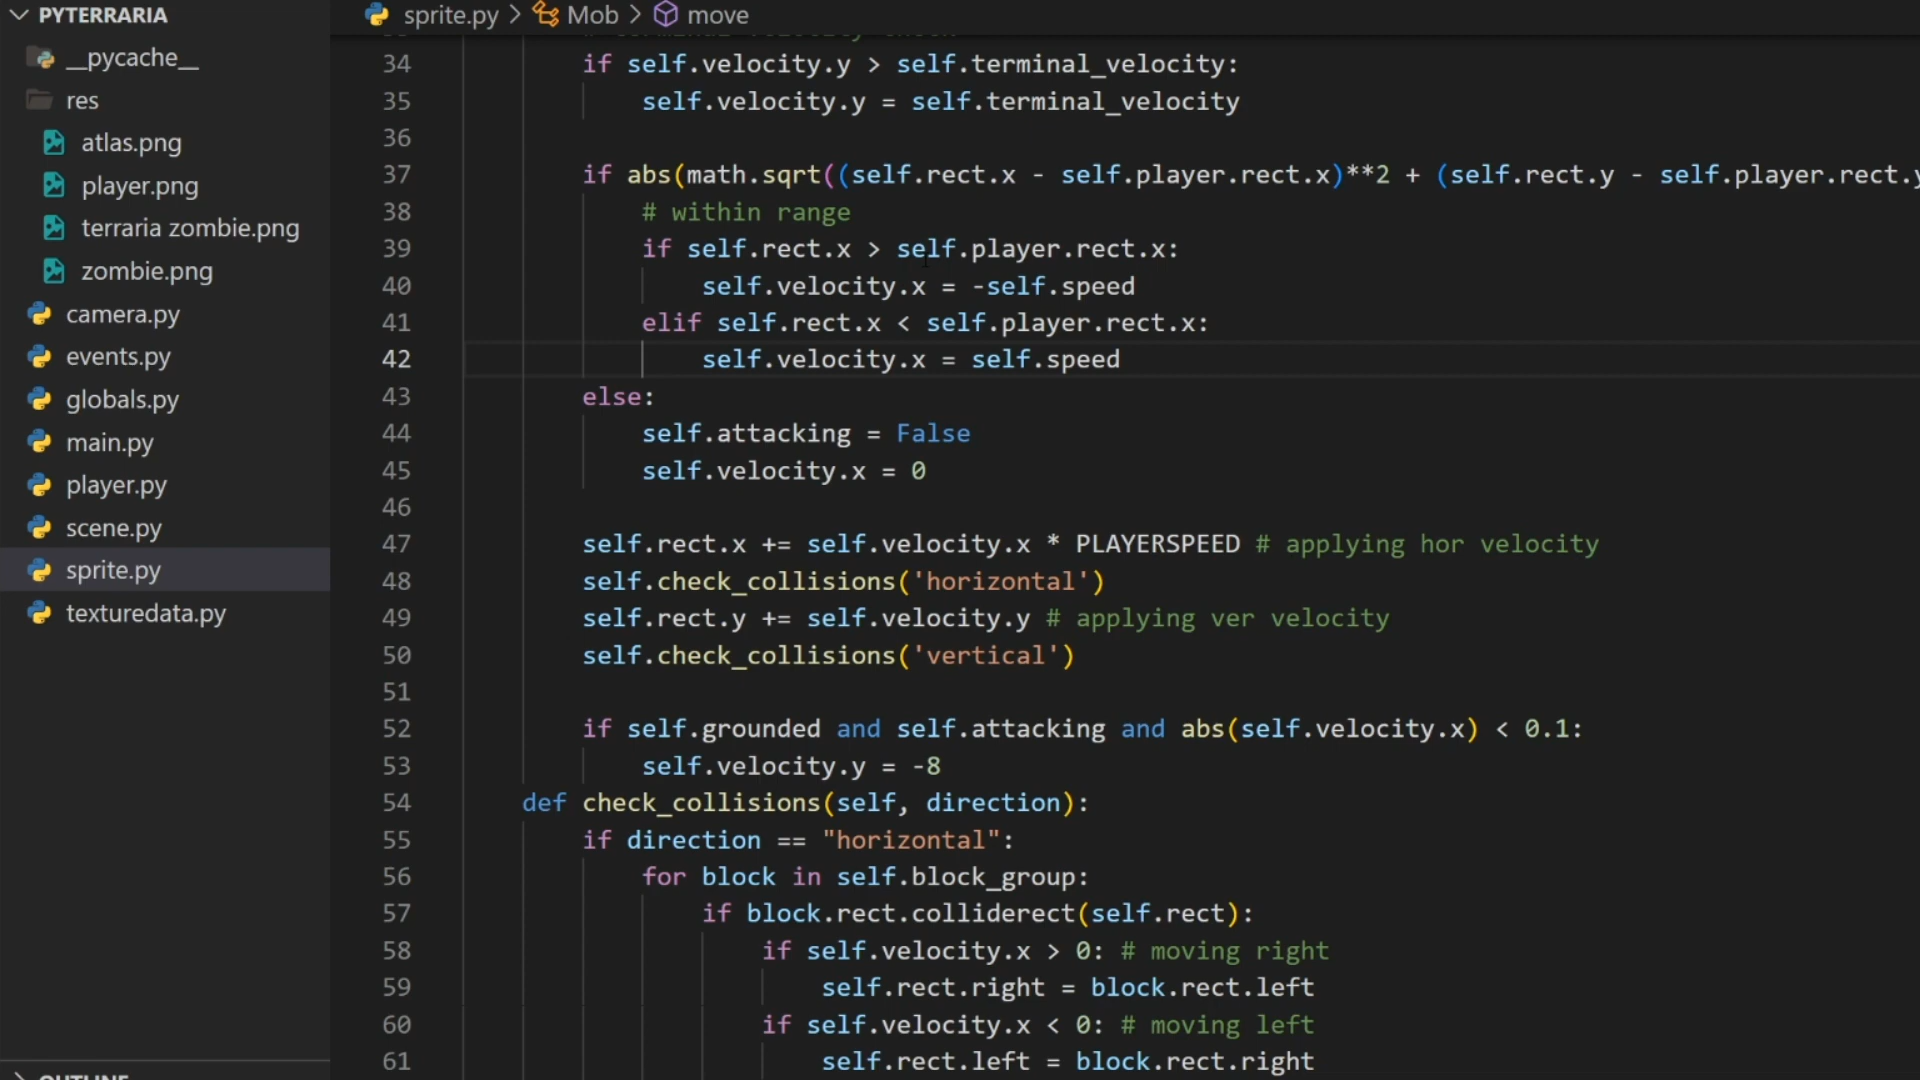 PYTERRARIA
__pycache__
res
atlas.png
player.png
terraria zombie.png
zombie.png
camera.py
events.py
globals.py
main.py
player.py
scene.py
sprite.py
texturedata.py
sprite.py > Mob > move
34 if self.velocity.y > self.terminal_velocity:
35 self.velocity.y = self.terminal_velocity
36
37 if abs(math.sqrt((self.rect.x - self.player.rect.x)**2 + (self.rect.y - self.player.rect.y
38 # within range
39 if self.rect.x > self.player.rect.x:
40 self.velocity.x = -self.speed
41 elif self.rect.x < self.player.rect.x:
42 self.velocity.x = self.speed
43 else:
44 self.attacking = False
45 self.velocity.x = 0
46
47 self.rect.x += self.velocity.x * PLAYERSPEED # applying hor velocity
48 self.check_collisions('horizontal')
49 self.rect.y += self.velocity.y # applying ver velocity
50 self.check_collisions('vertical')
51
52 if self.grounded and self.attacking and abs(self.velocity.x) < 0.1:
53 self.velocity.y = -8
54 def check_collisions(self, direction):
55 if direction == "horizontal":
56 for block in self.block_group:
57 if block.rect.colliderect(self.rect):
58 if self.velocity.x > 0: # moving right
59 self.rect.right = block.rect.left
60 if self.velocity.x < 0: # moving left
61 self.rect.left = block.rect.right
OUTLINE